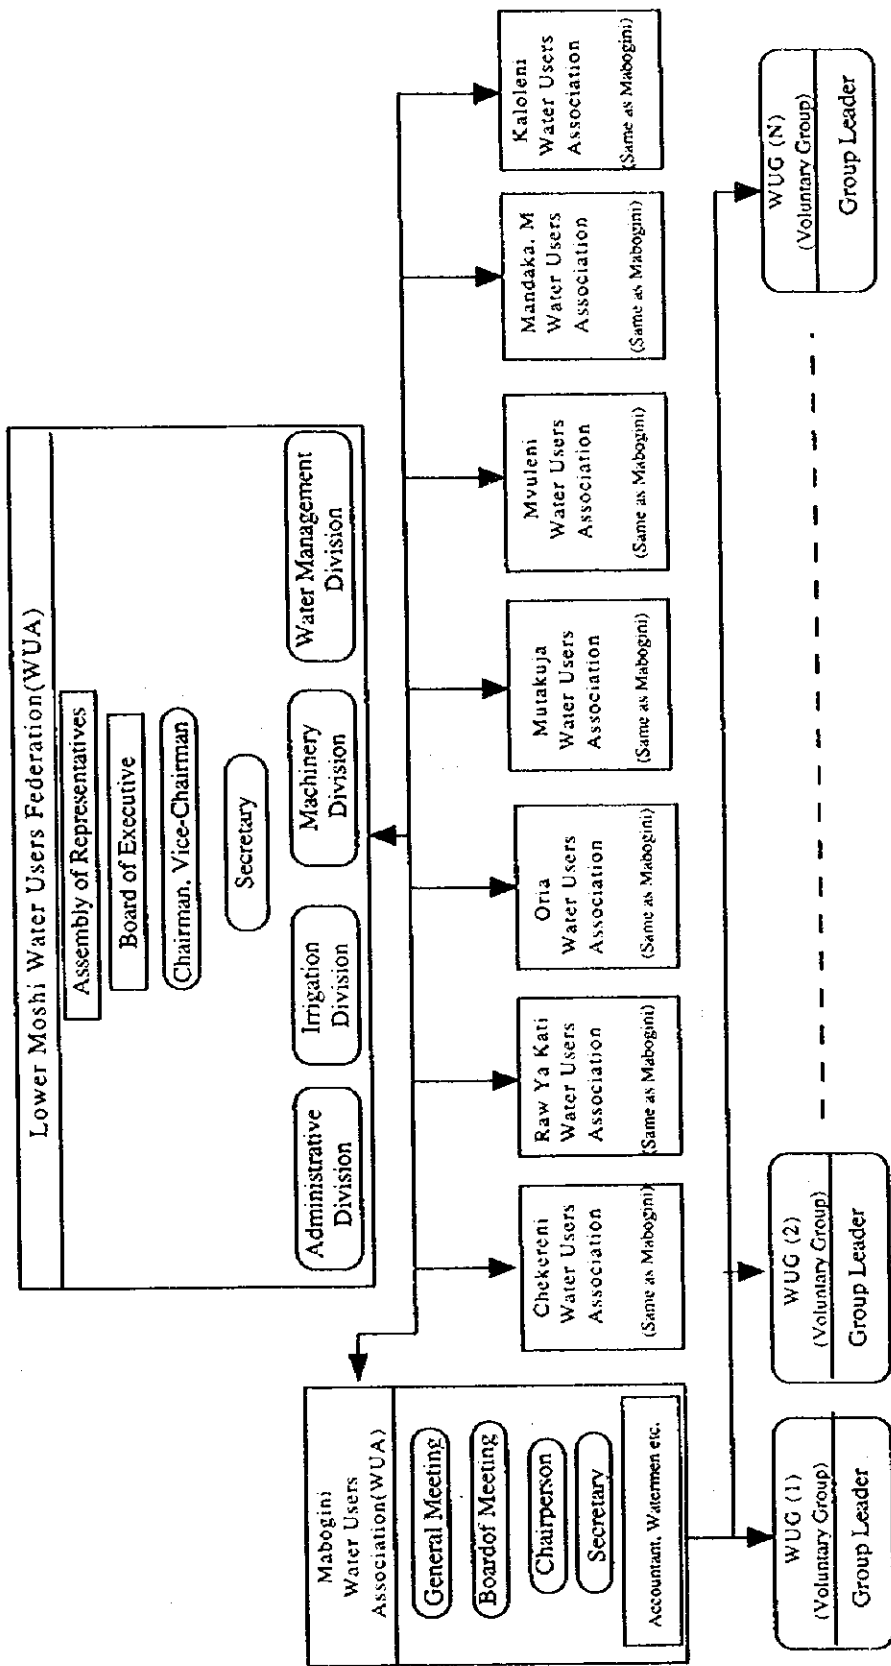 Lower Moshi Water Users Federation(WUA)
Assembly of Representatives
Board of Executive
Chairman, Vice-Chairman
Secretary
Administrative
Division
Irrigation
Division
Machinery
Division
Water Management
Division
Mabogini
Water Users
Association(WUA)
General Meeting
Boardof Meeting
Chairperson
Secretary
Accountant, Watermen etc.
Chekereni
Water Users
Association
(Same as Mabogini)
Raw Ya Kati
Water Users
Association
(Same as Mabogini)
Oria
Water Users
Association
(Same as Mabogini)
Mutakuja
Water Users
Association
(Same as Mabogini)
Mvuleni
Water Users
Association
(Same as Mabogini)
Mandaka, M
Water Users
Association
(Same as Mabogini)
Kaloleni
Water Users
Association
(Same as Mabogini)
WUG (1)
(Voluntary Group)
Group Leader
WUG (2)
(Voluntary Group)
Group Leader
WUG (N)
(Voluntary Group)
Group Leader